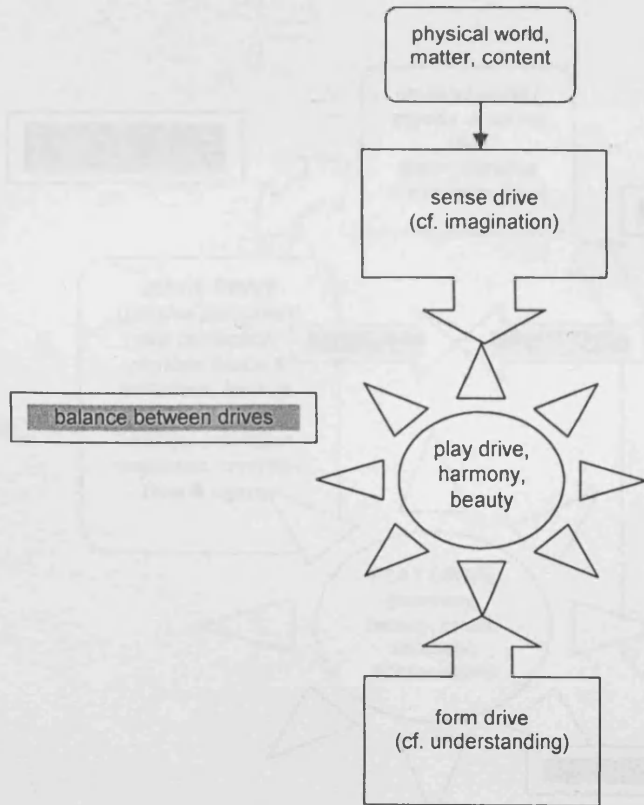 physical world,
matter, content
sense drive
(cf. imagination)
balance between drives
play drive,
harmony,
beauty
form drive
(cf. understanding)